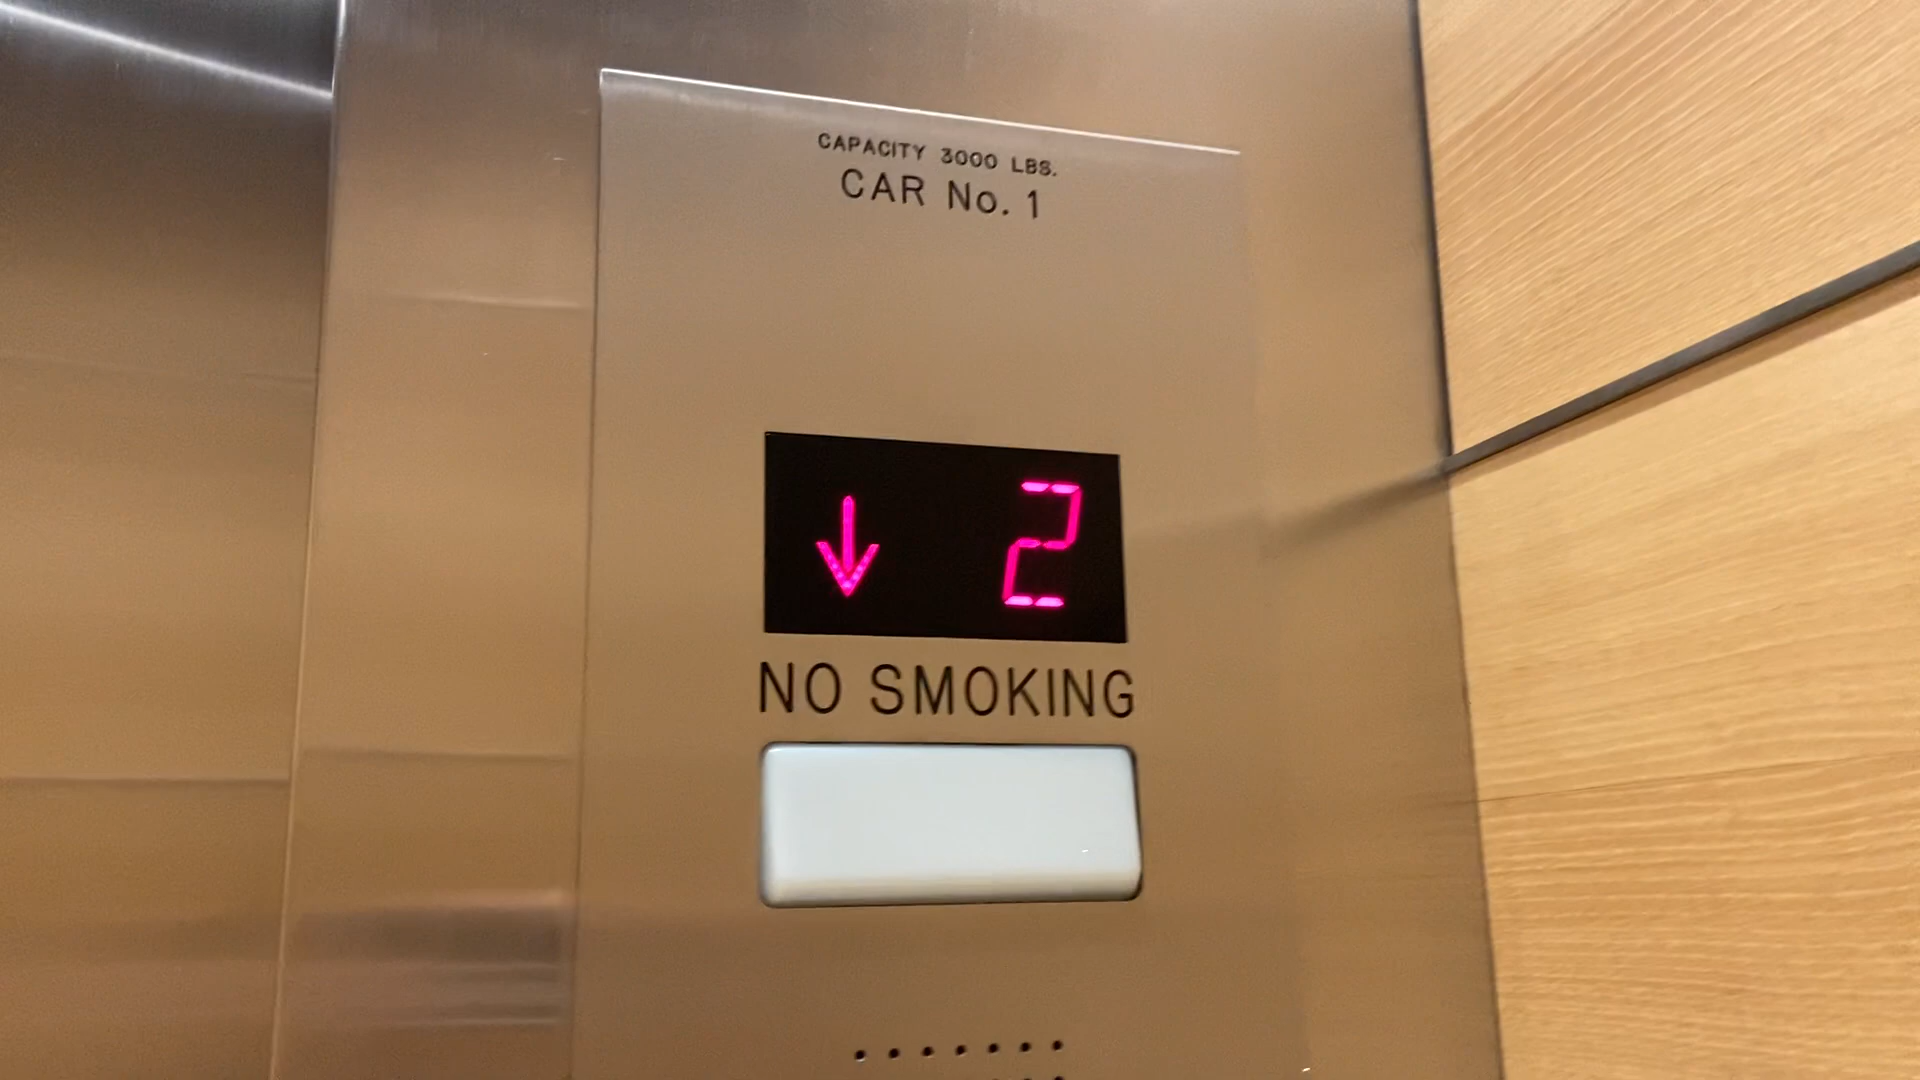 CAPACITY 3000 LBS.
CAR No. 1
↓ 2
NO SMOKING